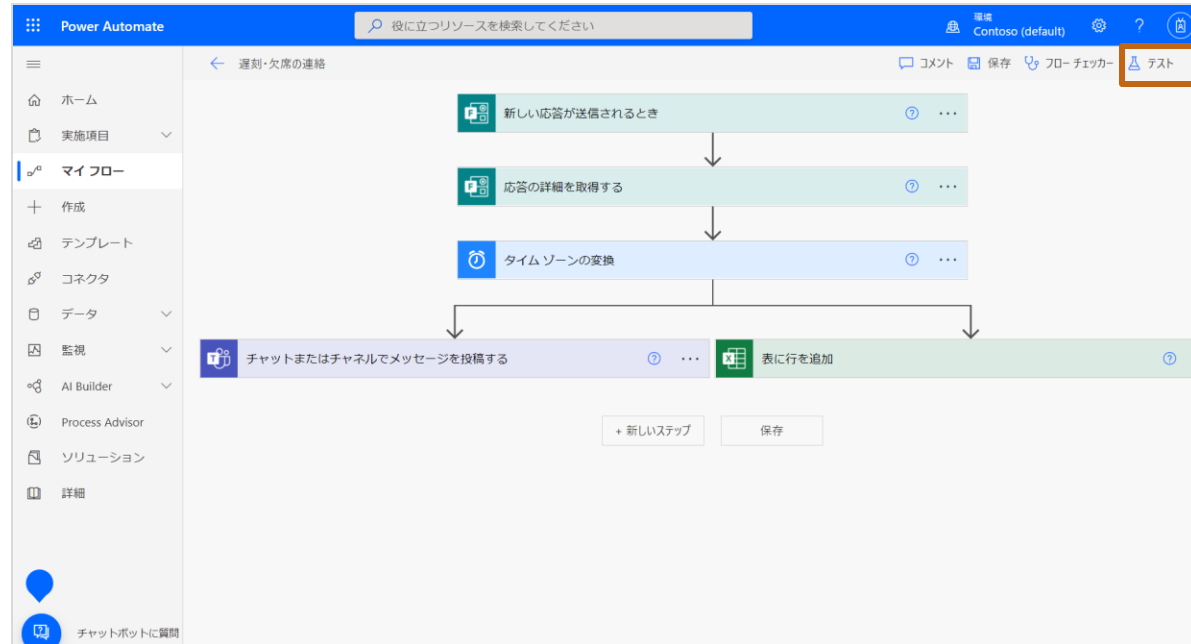 Power Automate
役に立つリソースを検索してください
環境
Contoso (default)
?
遅刻・欠席の連絡
コメント
保存
フロー チェッカー
テスト
ホーム
実施項目
マイ フロー
作成
テンプレート
コネクタ
データ
監視
AI Builder
Process Advisor
ソリューション
詳細
チャットボットに質問
新しい応答が送信されるとき
応答の詳細を取得する
タイム ゾーンの変換
チャットまたはチャネルでメッセージを投稿する
表に行を追加
+ 新しいステップ
保存